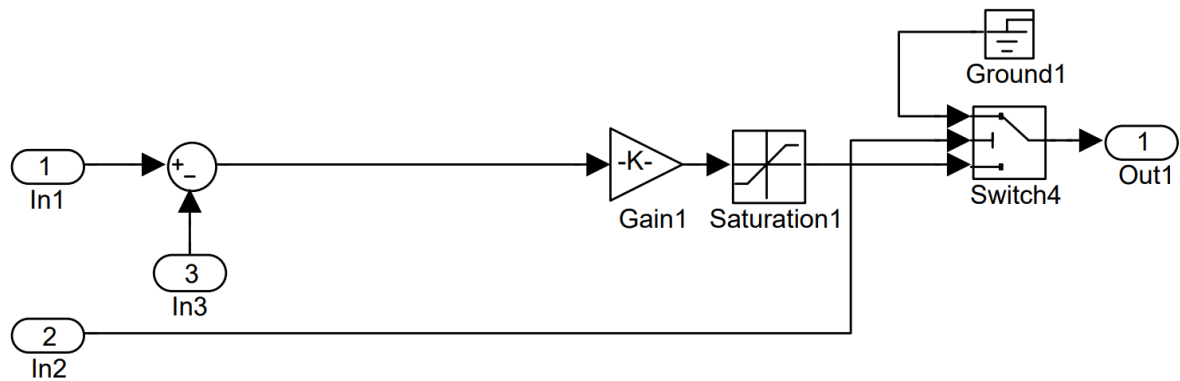 Ground1
1
In1
+
−
-K-
Gain1
Saturation1
Switch4
1
Out1
3
In3
2
In2